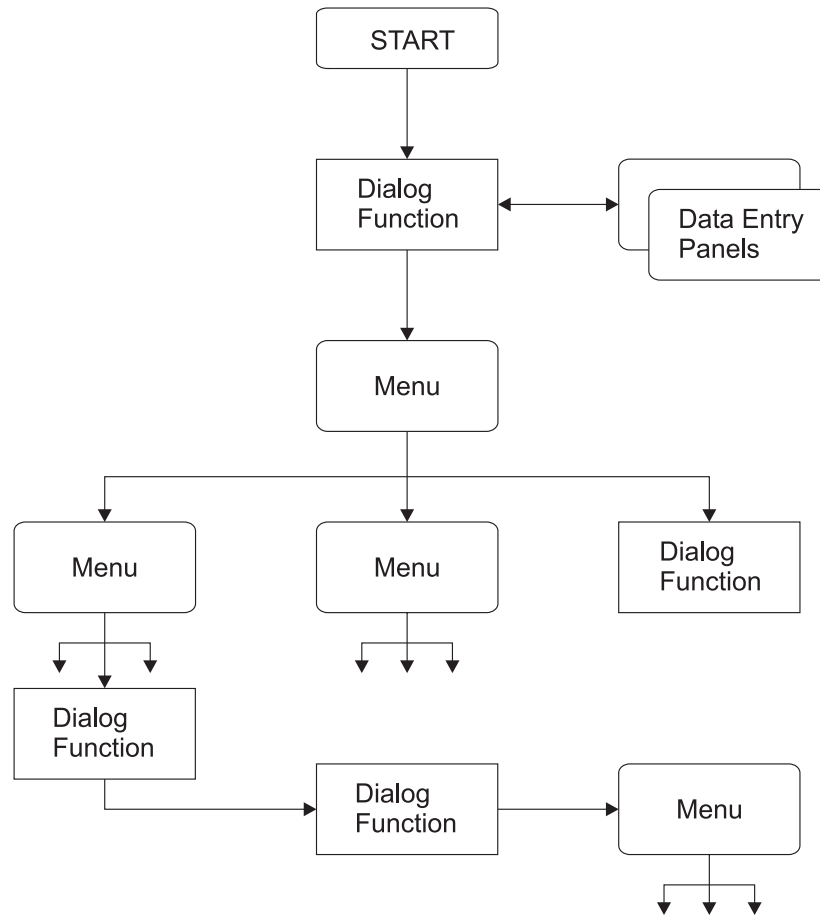 START
Dialog
Function
Data Entry
Panels
Menu
Menu
Menu
Dialog
Function
Dialog
Function
Dialog
Function
Menu